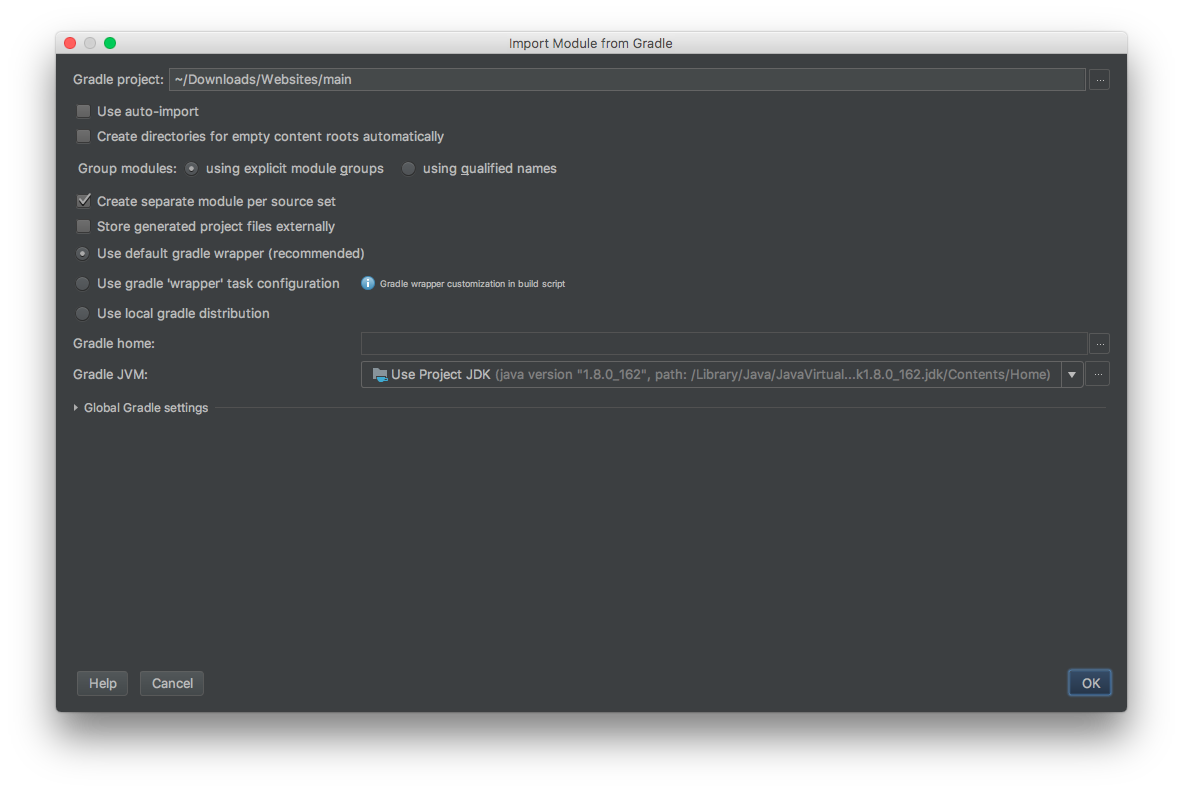 Import Module from Gradle
Gradle project: ~/Downloads/Websites/main ...
Use auto-import
Create directories for empty content roots automatically
Group modules: using explicit module groups using qualified names
Create separate module per source set
Store generated project files externally
Use default gradle wrapper (recommended)
Use gradle 'wrapper' task configuration Gradle wrapper customization in build script
Use local gradle distribution
Gradle home: ...
Gradle JVM: Use Project JDK (java version "1.8.0_162", path: /Library/Java/JavaVirtual...k1.8.0_162.jdk/Contents/Home) ...
Global Gradle settings
Help Cancel OK